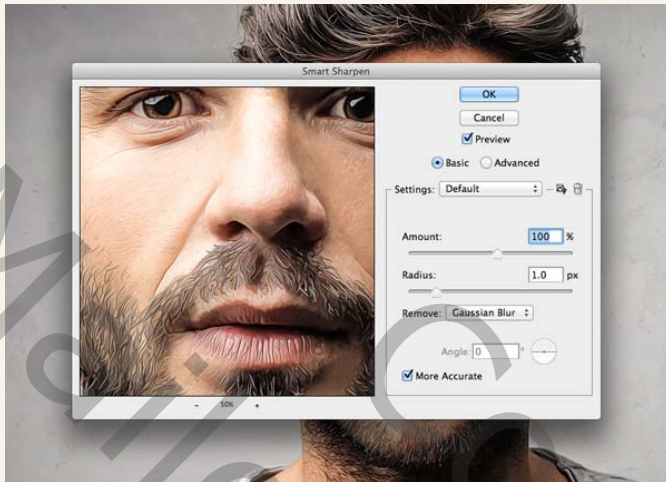 Smart Sharpen
OK
Cancel
Preview
Basic Advanced
Settings: Default
Amount: 100 %
Radius: 1.0 px
Remove: Gaussian Blur
Angle: 0 °
More Accurate
- 50% +